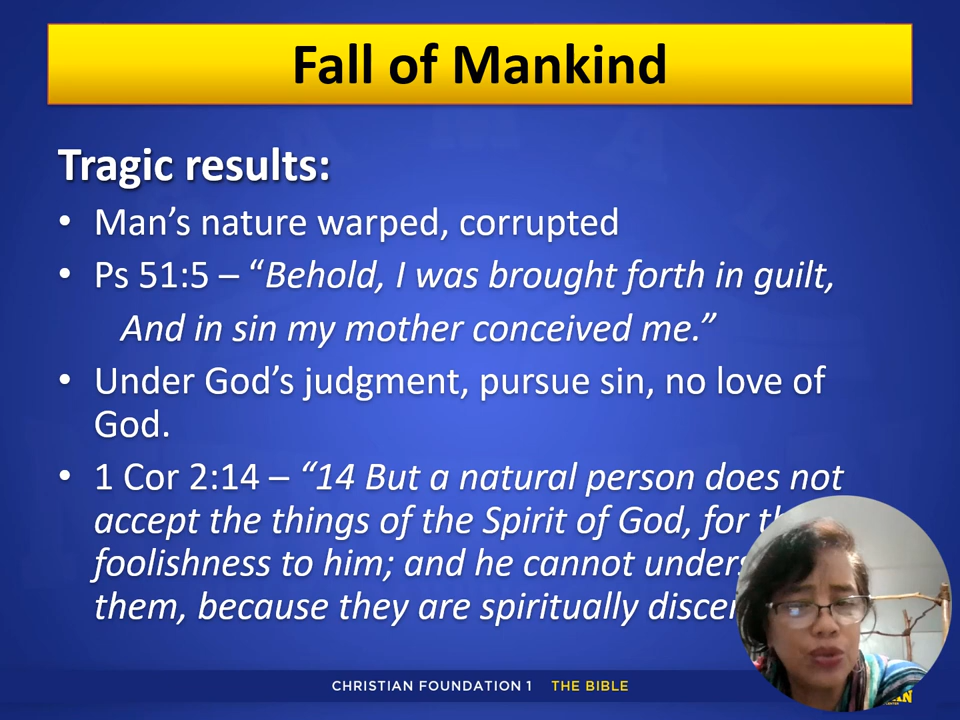 Fall of Mankind
Tragic results:
• Man’s nature warped, corrupted
• Ps 51:5 – “Behold, I was brought forth in guilt,
And in sin my mother conceived me.”
• Under God’s judgment, pursue sin, no love of
God.
• 1 Cor 2:14 – “14 But a natural person does not
accept the things of the Spirit of God, for
foolishness to him; and he cannot
them, because they are spiritually
CHRISTIAN FOUNDATION 1 THE BIBLE